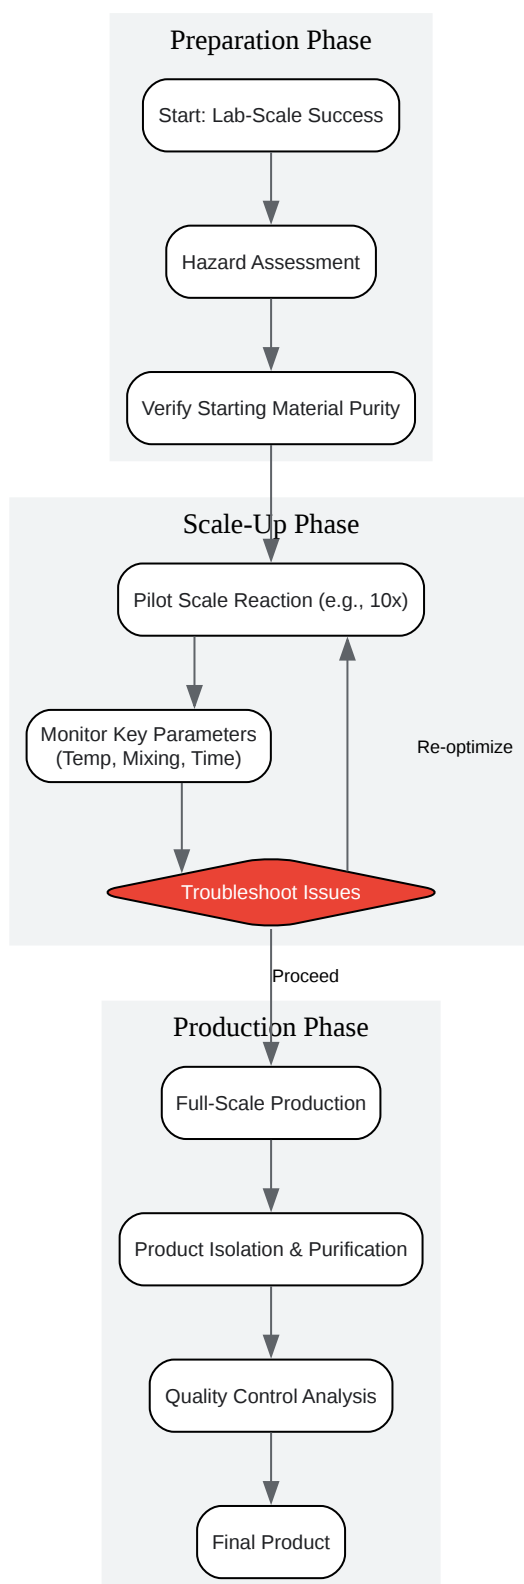 Preparation Phase
Start: Lab-Scale Success
Hazard Assessment
Verify Starting Material Purity
Scale-Up Phase
Pilot Scale Reaction (e.g., 10x)
Monitor Key Parameters
(Temp, Mixing, Time)
Re-optimize
Troubleshoot Issues
Proceed
Production Phase
Full-Scale Production
Product Isolation & Purification
Quality Control Analysis
Final Product